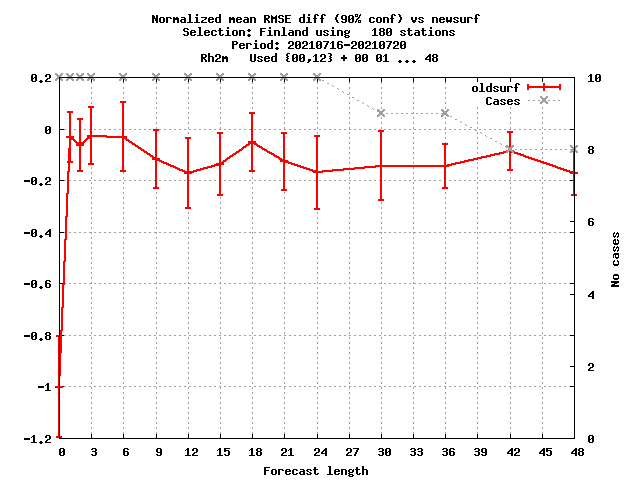 Normalized mean RMSE diff (90% conf) vs newsurf
Selection: Finland using   180 stations
Period: 20210716-20210720
Rh2m   Used {00,12} + 00 01 ... 48
oldsurf
Cases
0,2
0
-0,2
-0,4
-0,6
-0,8
-1
-1,2
10
8
6
4
2
0
No cases
0 3 6 9 12 15 18 21 24 27 30 33 36 39 42 45 48
Forecast length